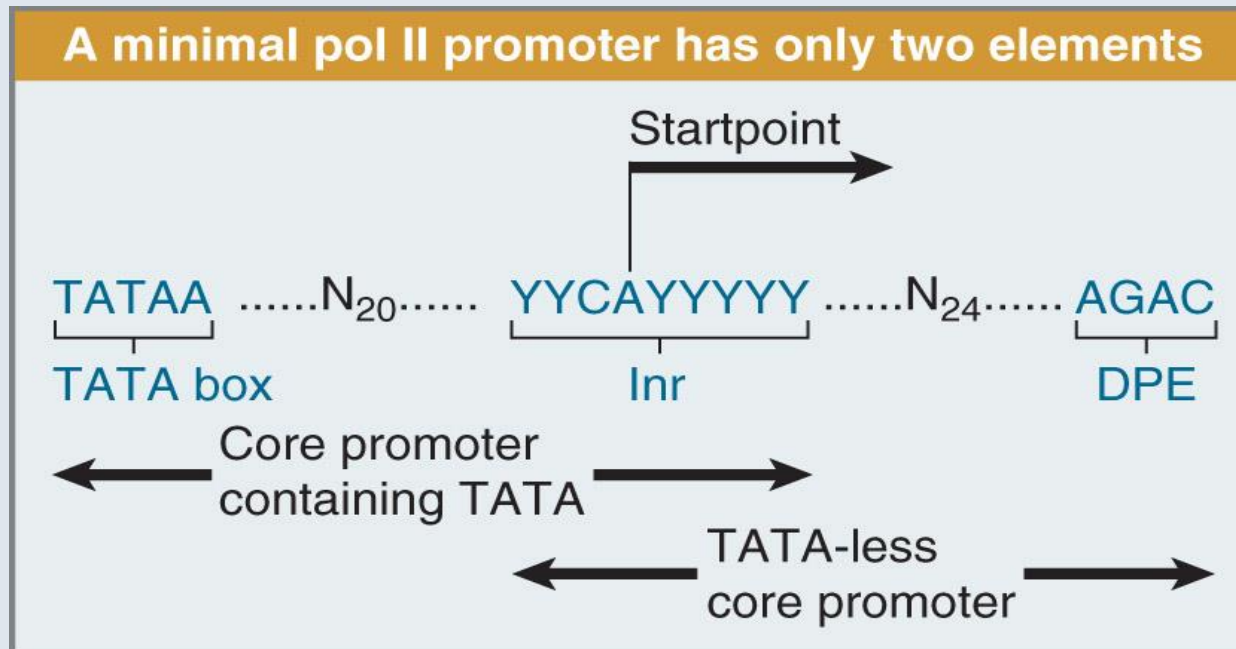 A minimal pol II promoter has only two elements
Startpoint
TATAA ......N20...... YYCAYYYYY ......N24...... AGAC
TATA box Inr DPE
Core promoter
containing TATA
TATA-less
core promoter